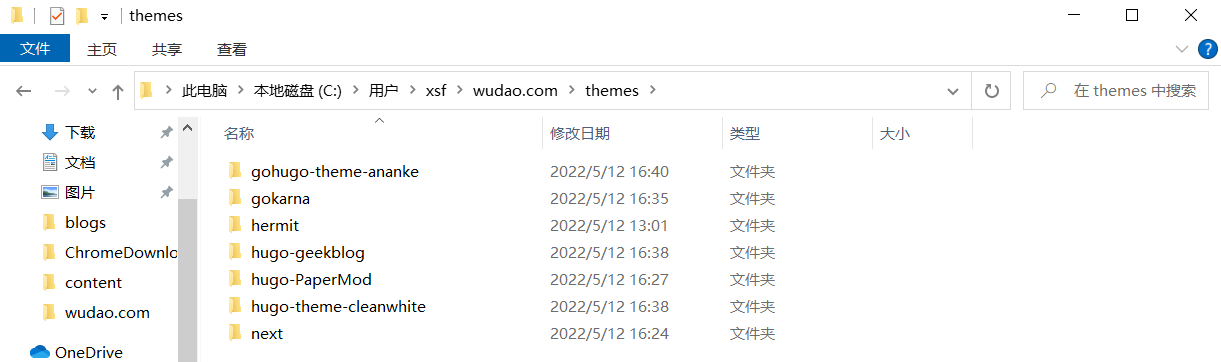 themes
文件 主页 共享 查看
此电脑 本地磁盘 (C:) 用户 xsf wudao.com themes 在 themes 中搜索
下载
文档
图片
blogs
ChromeDownlo
content
wudao.com
OneDrive
名称 修改日期 类型 大小
gohugo-theme-ananke 2022/5/12 16:40 文件夹
gokarna 2022/5/12 16:35 文件夹
hermit 2022/5/12 13:01 文件夹
hugo-geekblog 2022/5/12 16:38 文件夹
hugo-PaperMod 2022/5/12 16:27 文件夹
hugo-theme-cleanwhite 2022/5/12 16:38 文件夹
next 2022/5/12 16:24 文件夹